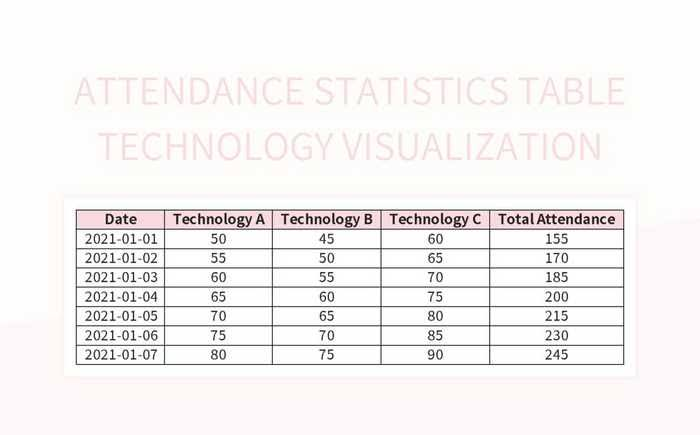 ATTENDANCE STATISTICS TABLE
TECHNOLOGY VISUALIZATION
Date Technology A Technology B Technology C Total Attendance
2021-01-01 50 45 60 155
2021-01-02 55 50 65 170
2021-01-03 60 55 70 185
2021-01-04 65 60 75 200
2021-01-05 70 65 80 215
2021-01-06 75 70 85 230
2021-01-07 80 75 90 245